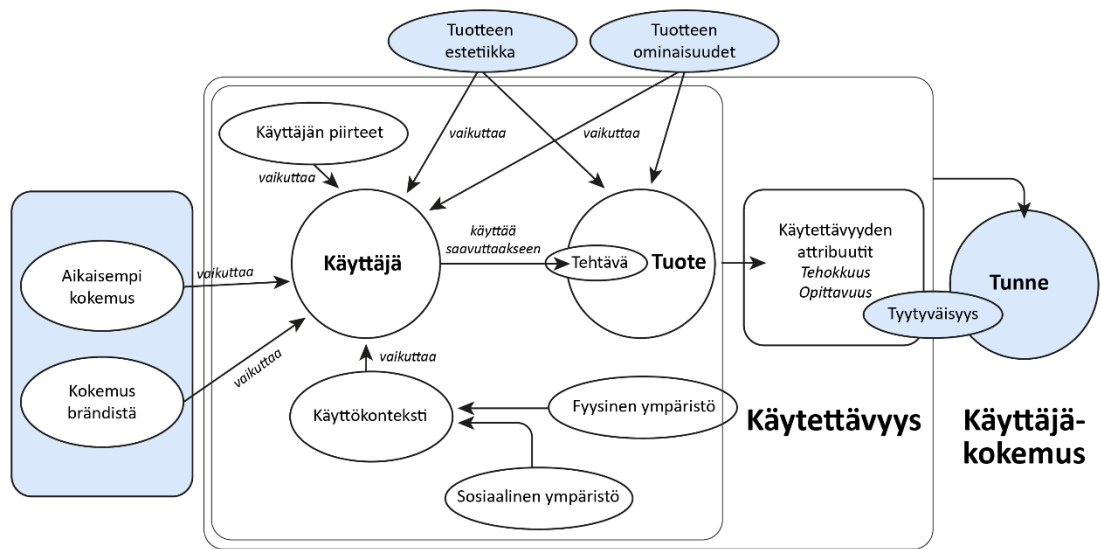 Tuotteen
estetiikka
Tuotteen
ominaisuudet
Käyttäjän piirteet
vaikuttaa
vaikuttaa
vaikuttaa
Aikaisempi
kokemus
vaikuttaa
Kokemus
brändistä
vaikuttaa
Käyttäjä
käyttää
saavuttaakseen
Tehtävä
Tuote
Käytettävyyden
attribuutit
Tehokkuus
Opittavuus
Tyytyväisyys
Tunne
vaikuttaa
Käyttökonteksti
Fyysinen ympäristö
Sosiaalinen ympäristö
Käytettävyys
Käyttäjä-
kokemus